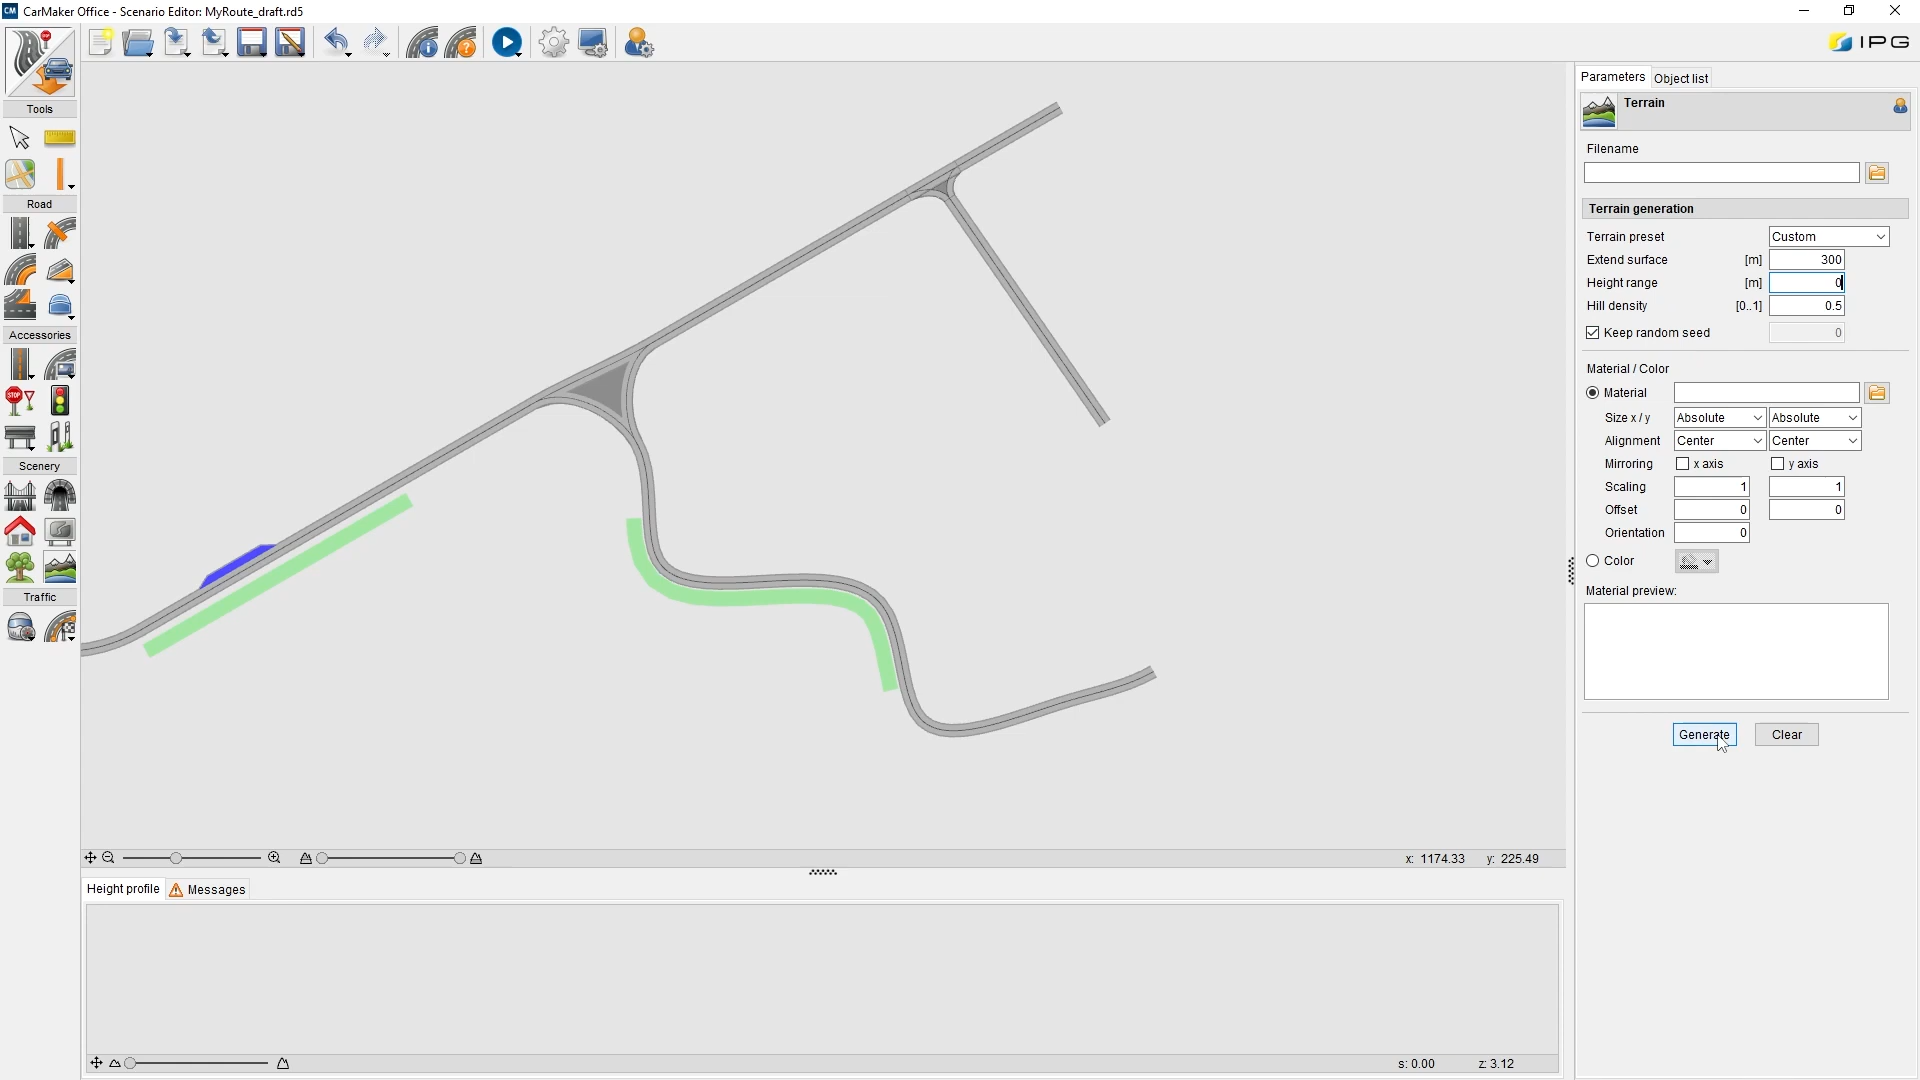 CM CarMaker Office - Scenario Editor: MyRoute_draft.rd5
IPG
Tools
Road
Accessories
STOP
Scenery
Traffic
x: 1174.33 y: 225.49
Height profile Messages
s: 0.00 z: 3.12
Parameters Object list
Terrain
Filename
Terrain generation
Terrain preset Custom
Extend surface [m] 300
Height range [m] 0
Hill density [0..1] 0.5
Keep random seed 0
Material / Color
Material
Size x / y Absolute Absolute
Alignment Center Center
Mirroring x axis y axis
Scaling 1 1
Offset 0 0
Orientation 0
Color
Material preview:
Generate Clear